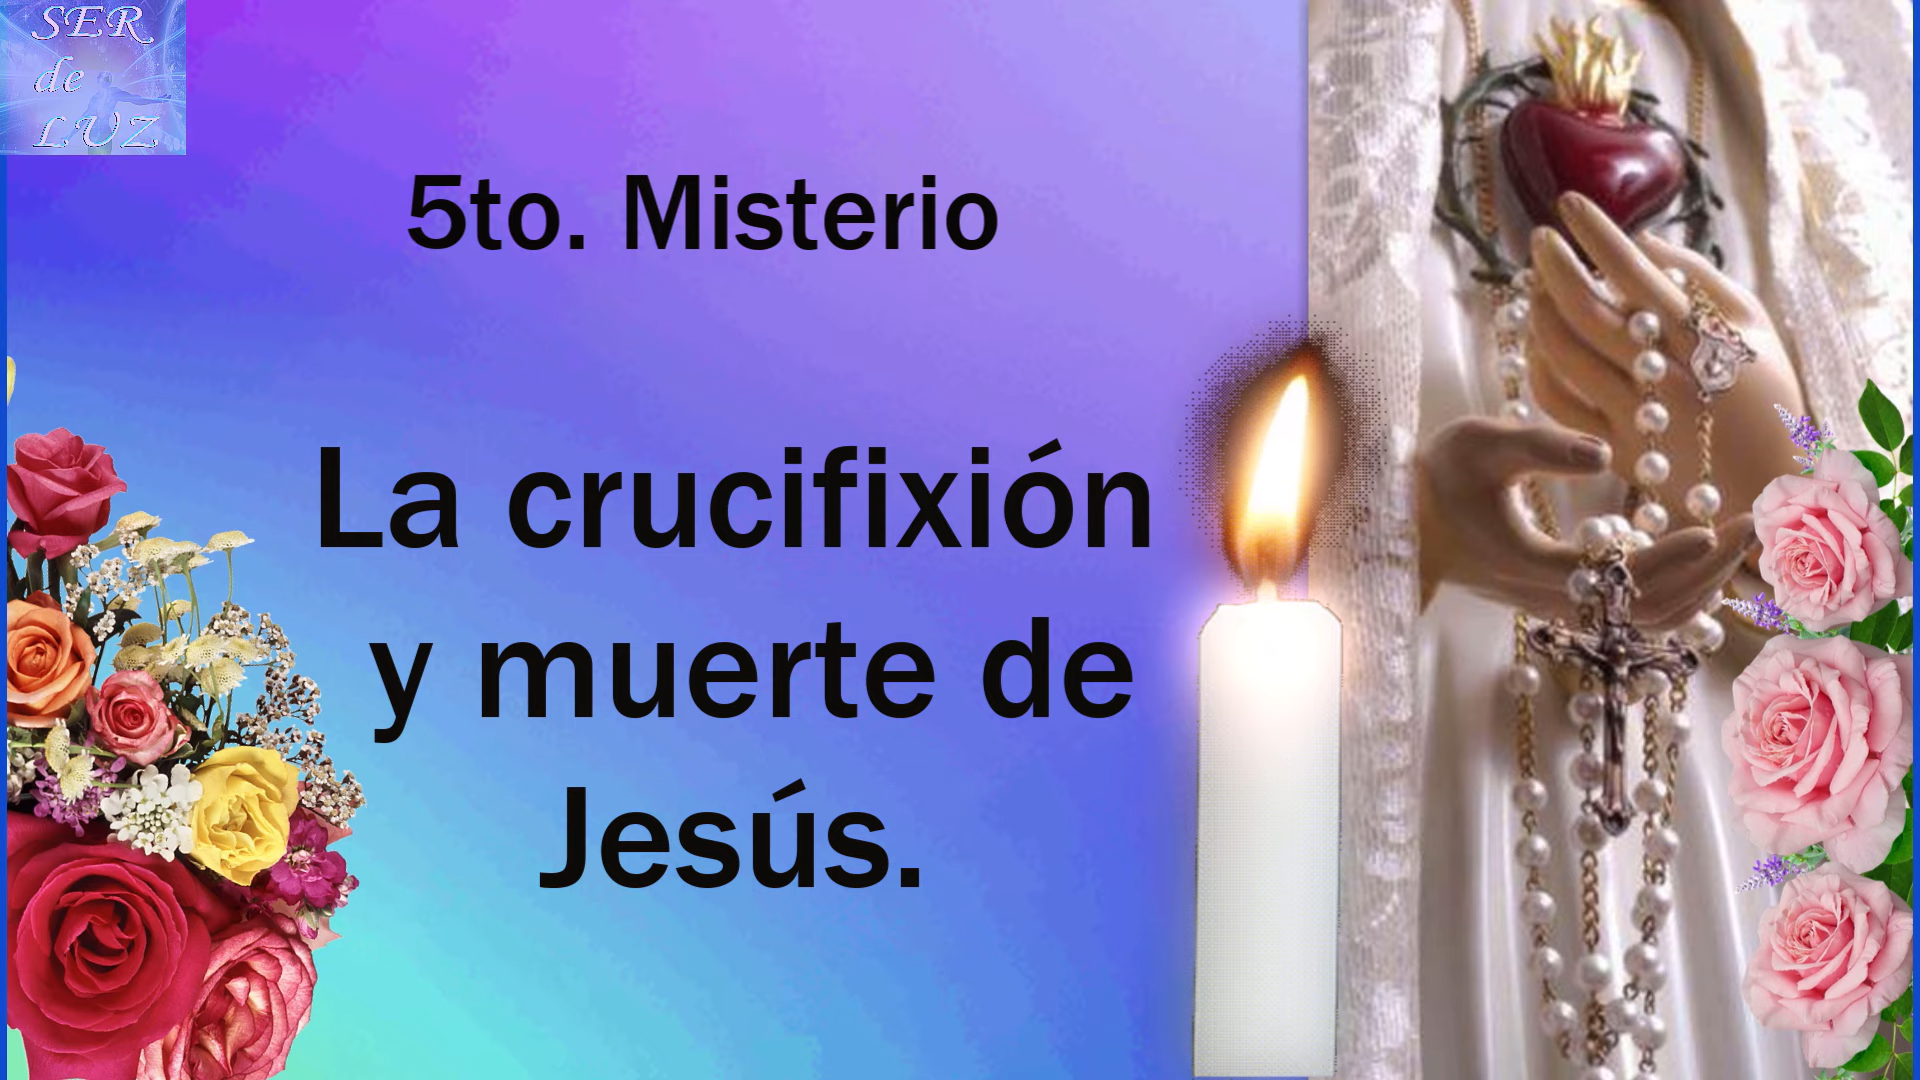 SER
de
LUZ
5to. Misterio
La crucifixión
y muerte de
Jesús.